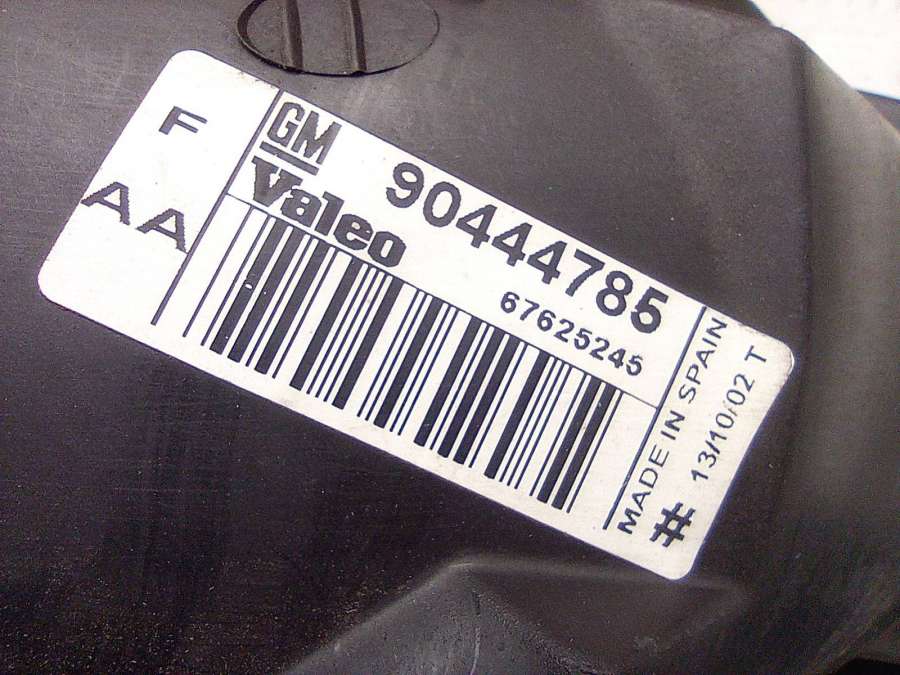 F
AA
GM
Valeo
90444785
67625245
MADE IN SPAIN
# 13/10/02 T